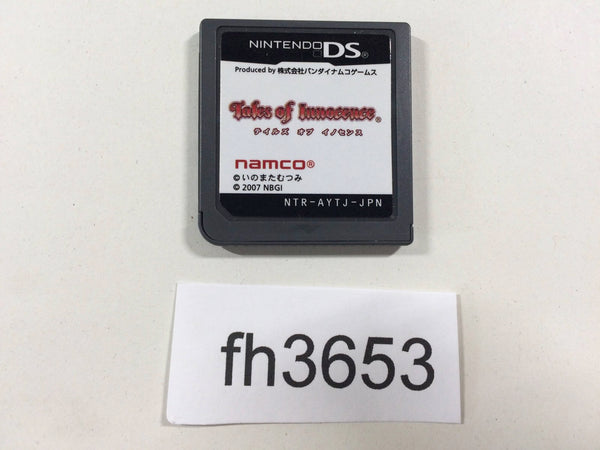 NINTENDO DS®
Produced by 株式会社バンダイナムコゲームス
Tales of Innocence®
テイルズ オブ イノセンス
namco®
©いのまたむつみ
© 2007 NBGI
NTR-AYTJ-JPN
fh3653